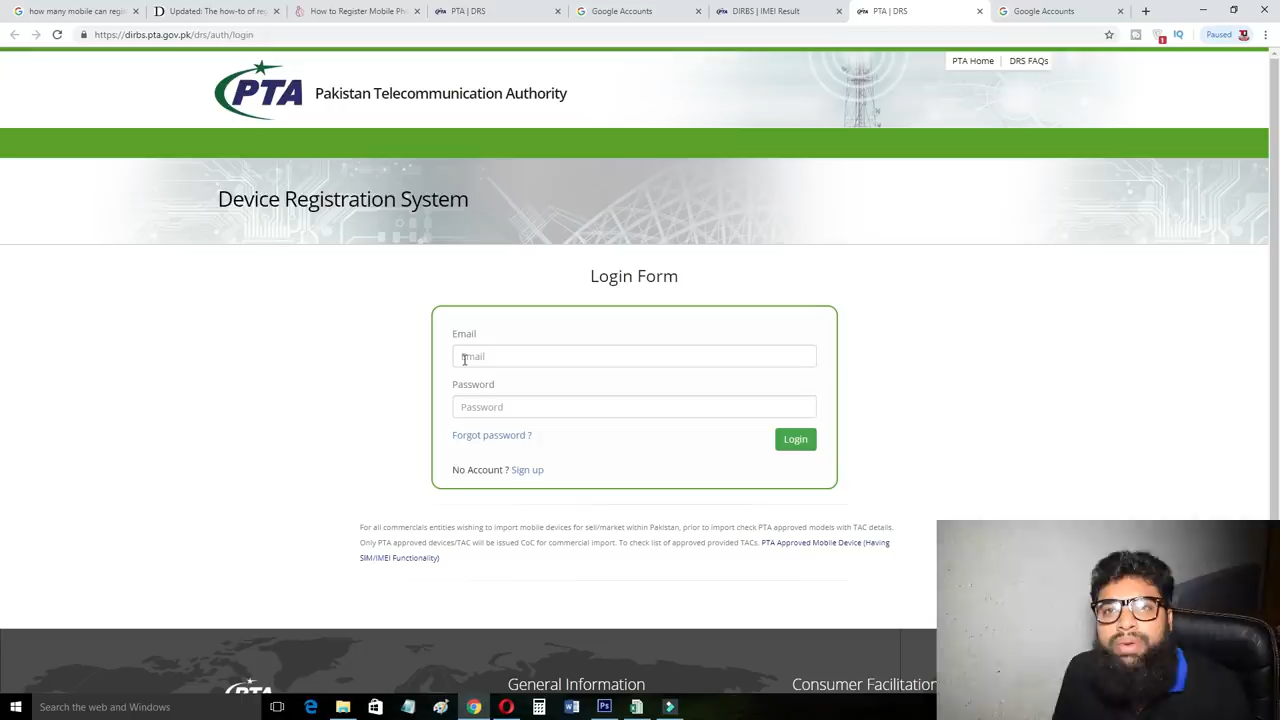 how many mobile can regi
Updated: The how-to of re
How to Register Mobile Ph
PTA | DRS
Google Accounts
DIRBS | IMEI Result
PTA | DRS
Google Accounts
https://dirbs.pta.gov.pk/drs/auth/login
Paused
PTA Home
DRS FAQs
PTA
Pakistan Telecommunication Authority
Device Registration System
Login Form
Email
Email
Password
Password
Forgot password ?
Login
No Account ? Sign up
For all commercials entities wishing to import mobile devices for sell/market within Pakistan, prior to import check PTA approved models with TAC details.
Only PTA approved devices/TAC will be issued CoC for commercial import. To check list of approved provided TACs. PTA Approved Mobile Device (Having
SIM/IMEI Functionality)
General Information
Consumer Facilitation
Search the web and Windows